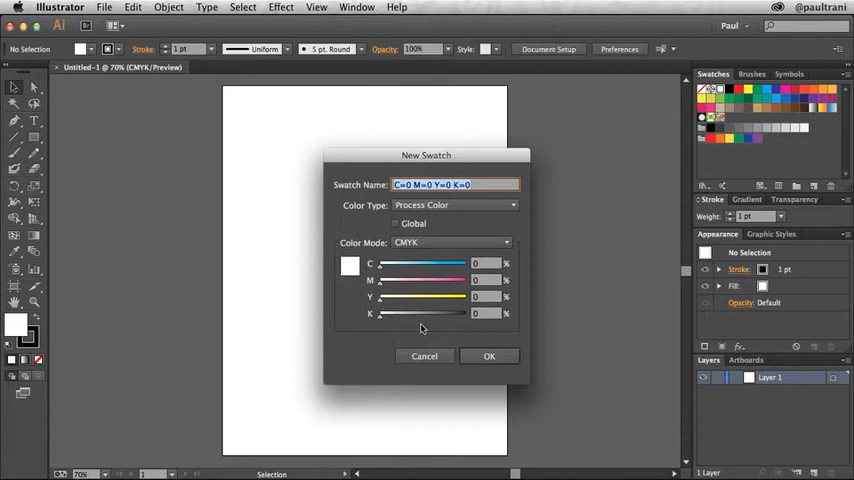 Illustrator File Edit Object Type Select Effect View Window Help @paultrani
Ai Br Paul
No Selection Stroke: 1 pt Uniform 5 pt. Round Opacity: 100% Style: Document Setup Preferences
Untitled-1 @ 70% (CMYK/Preview)
Swatches Brushes Symbols
New Swatch
Swatch Name: C=0 M=0 Y=0 K=0
Color Type: Process Color
Global
Color Mode: CMYK
C 0 %
M 0 %
Y 0 %
K 0 %
Cancel OK
Stroke Gradient Transparency
Weight: 1 pt
Appearance Graphic Styles
No Selection
Stroke: 1 pt
Fill:
Opacity: Default
fx
Layers Artboards
Layer 1
1 Layer
70% 1 Selection